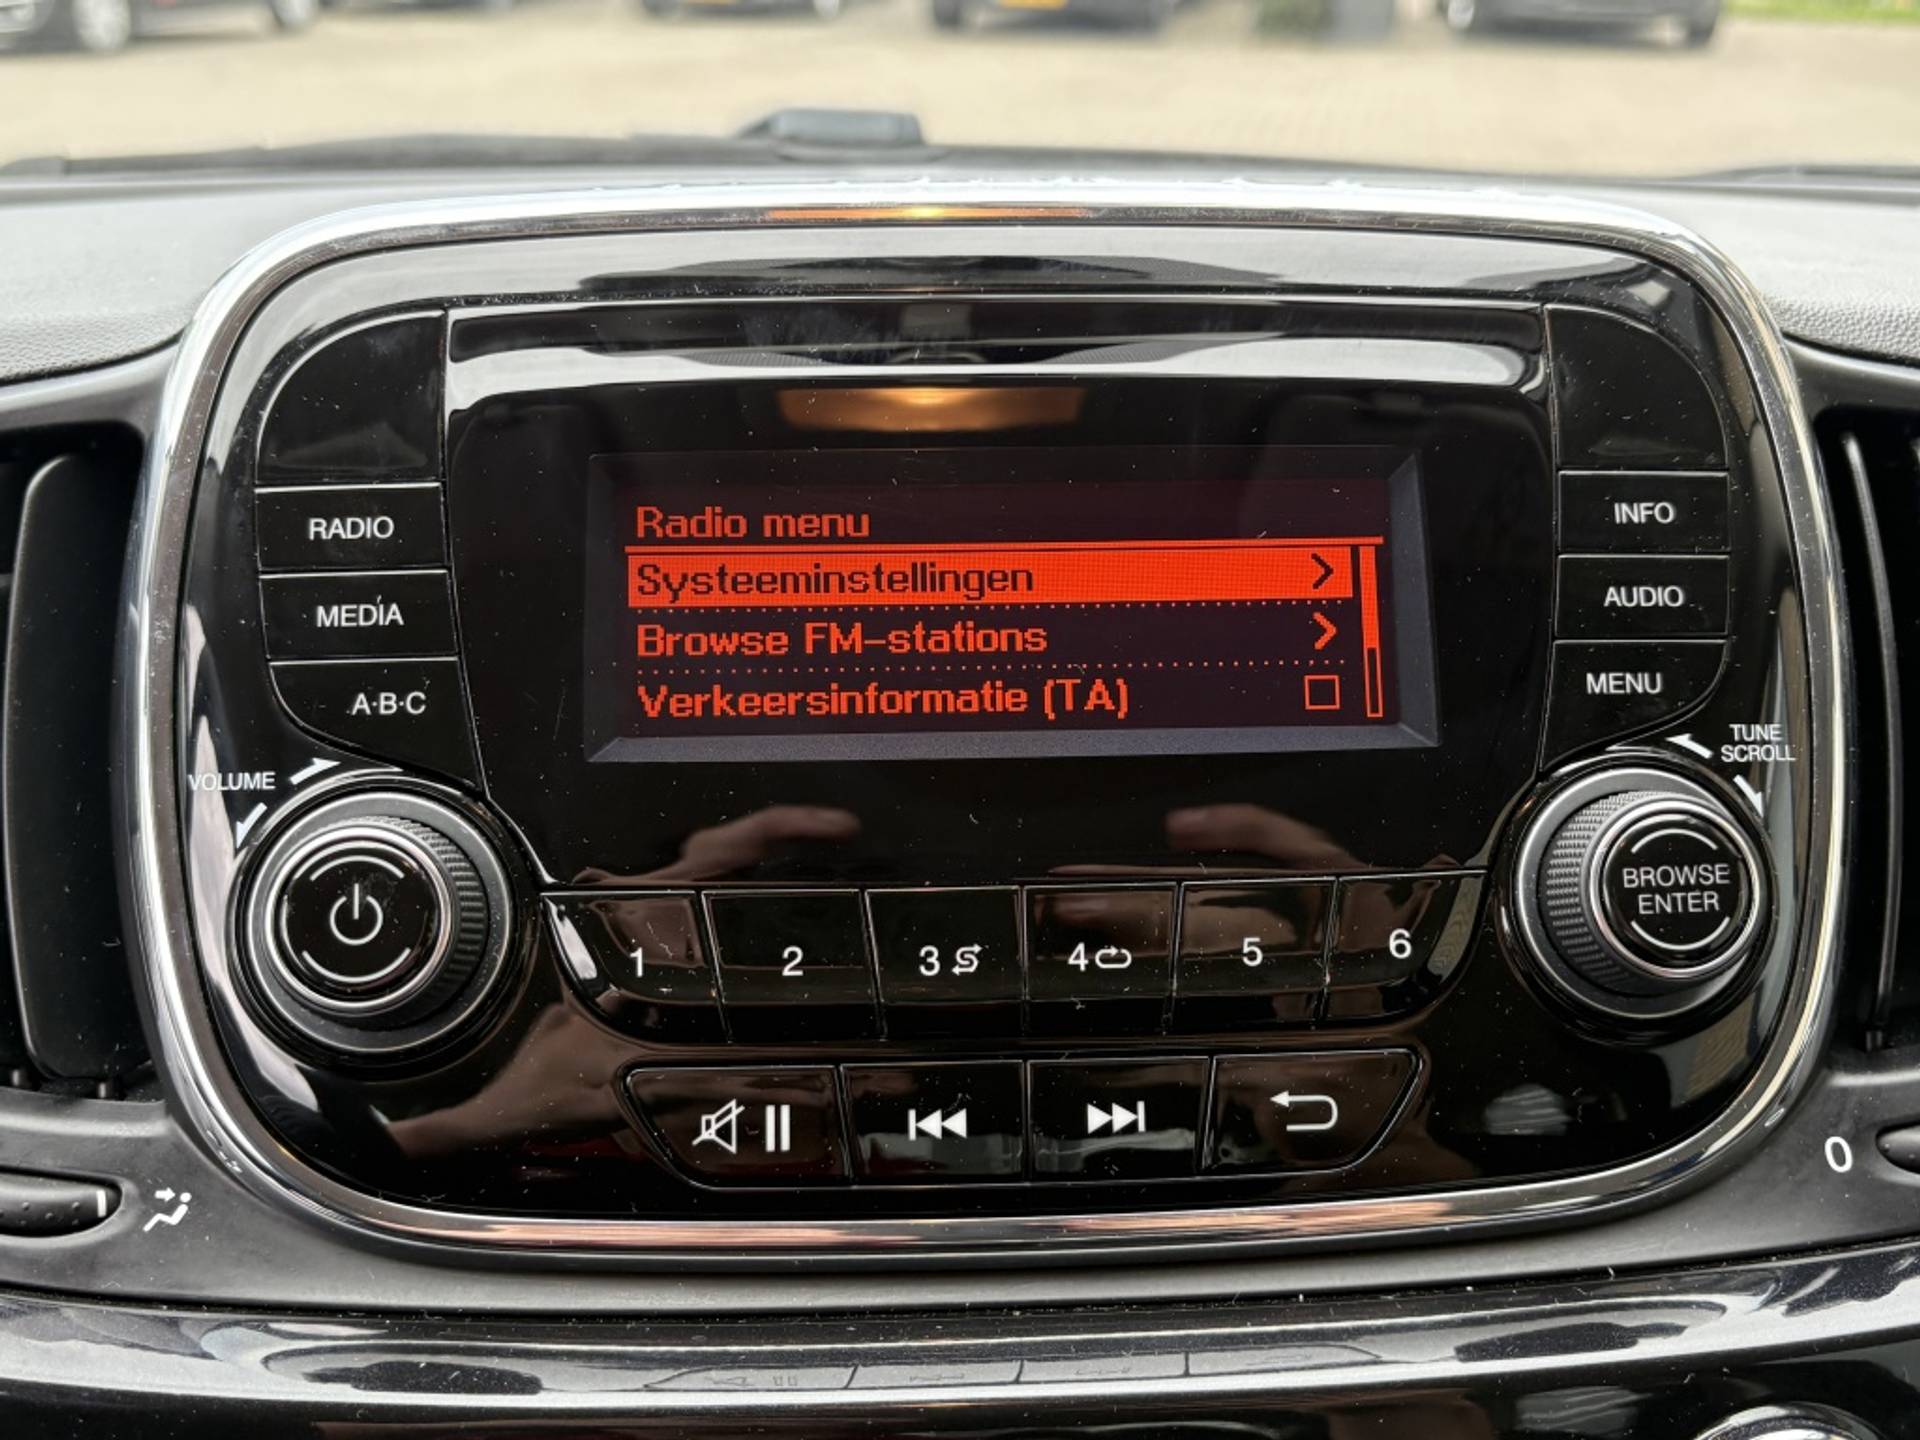 Radio menu
Systeeminstellingen
Browse FM-stations
Verkeersinformatie (TA)
RADIO
MEDIA
A·B·C
INFO
AUDIO
MENU
VOLUME
TUNE
SCROLL
BROWSE
ENTER
1
2
3
4
5
6
0